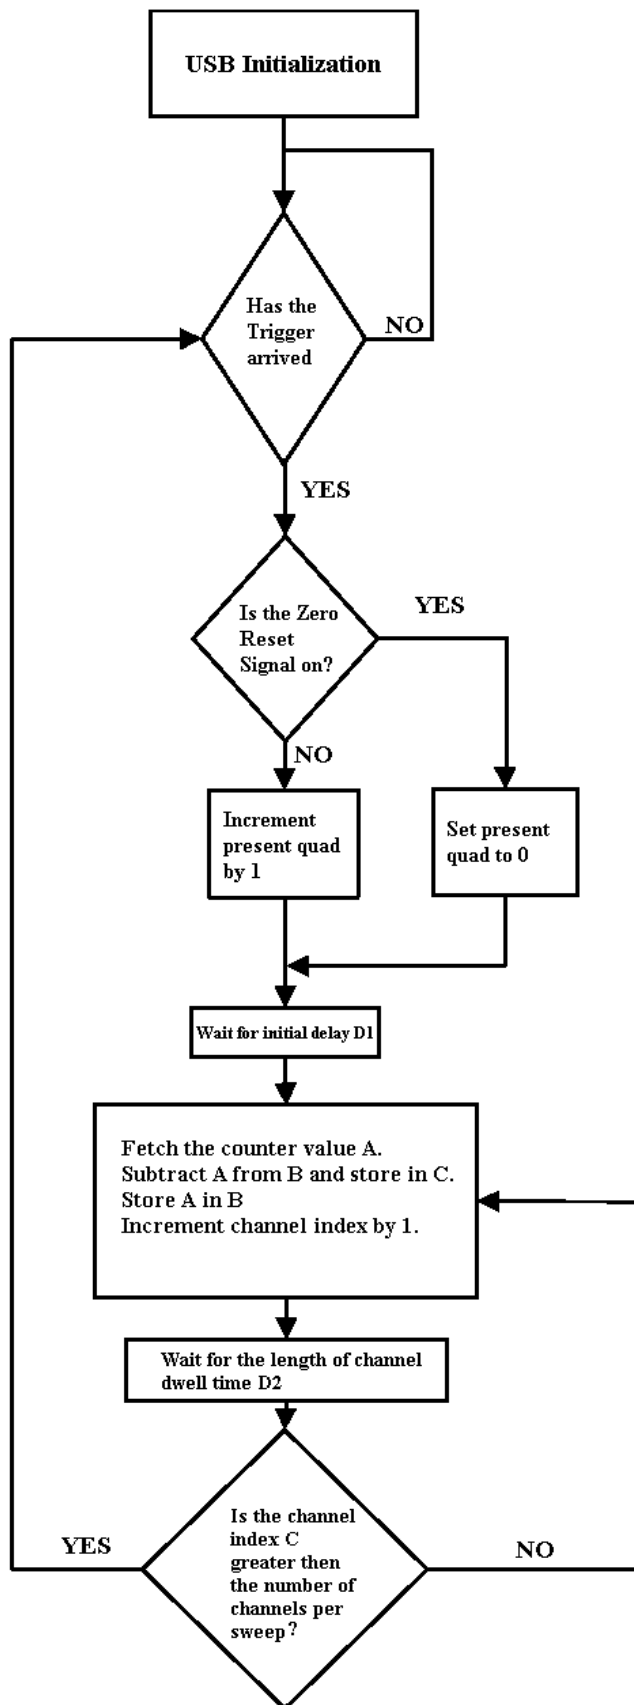 USB Initialization
Has the
Trigger
arrived
NO
YES
Is the Zero
Reset
Signal on?
YES
NO
Increment
present quad
by 1
Set present
quad to 0
Wait for initial delay D1
Fetch the counter value A.
Subtract A from B and store in C.
Store A in B
Increment channel index by 1.
Wait for the length of channel
dwell time D2
Is the channel
index C
greater then
the number of
channels per
sweep?
YES
NO